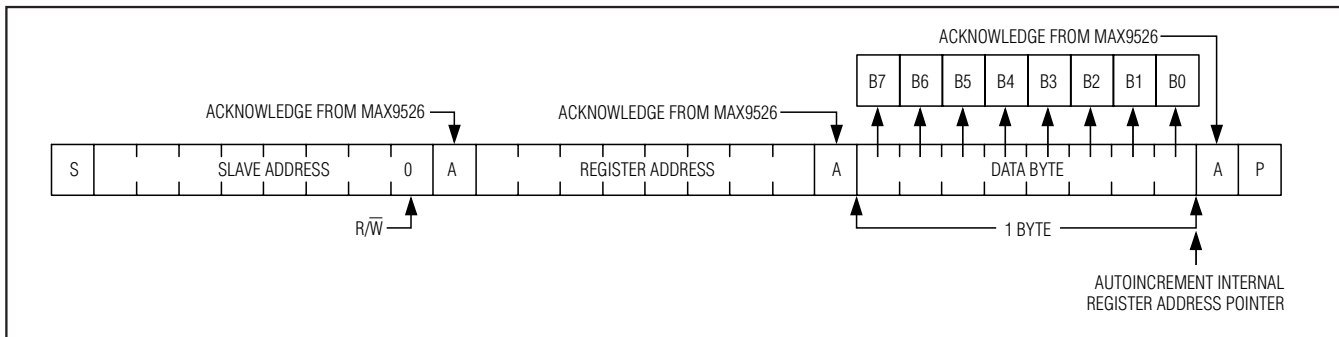 ACKNOWLEDGE FROM MAX9526
B7 B6 B5 B4 B3 B2 B1 B0
ACKNOWLEDGE FROM MAX9526 ACKNOWLEDGE FROM MAX9526
S SLAVE ADDRESS 0 A REGISTER ADDRESS A DATA BYTE A P
R/W̅ 1 BYTE
AUTOINCREMENT INTERNAL
REGISTER ADDRESS POINTER